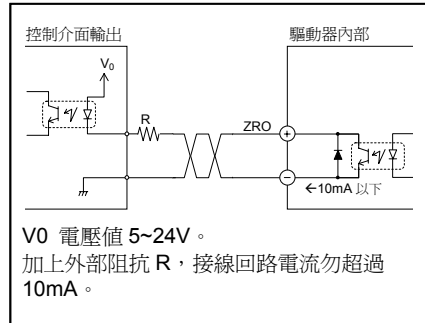 控制介面輸出
驅動器內部
V0
R
ZRO
+
−
←10mA 以下
V0 電壓值 5~24V。
加上外部阻抗 R，接線回路電流勿超過
10mA。